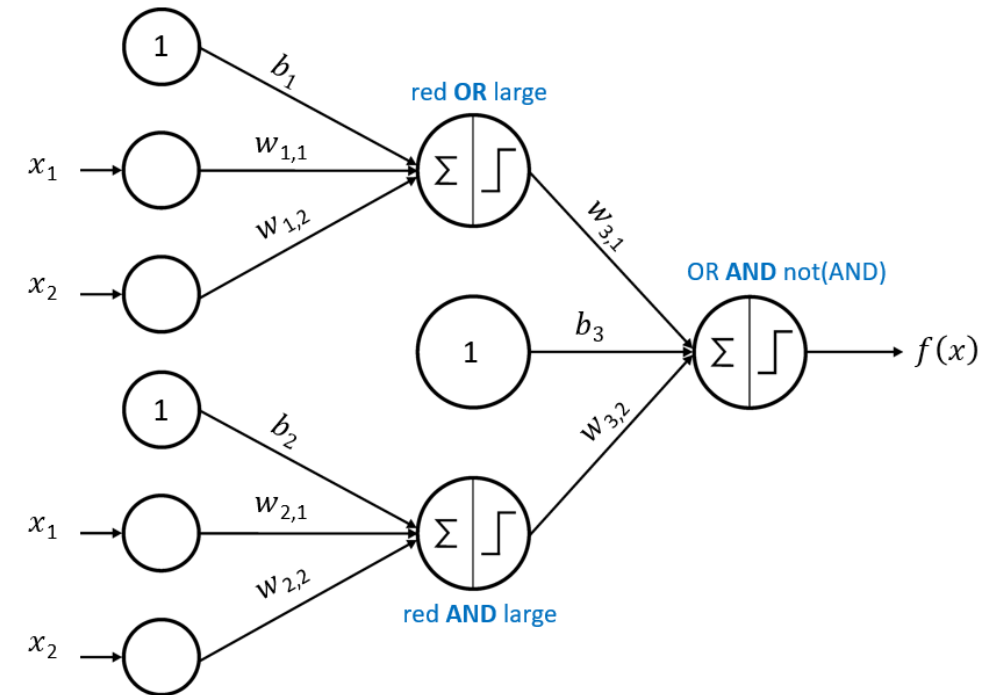 1
b₁
red OR large
x₁
w₁,₁
Σ
w₁,₂
x₂
w₃,₁
OR AND not(AND)
1
b₃
Σ
f(x)
1
b₂
w₃,₂
x₁
w₂,₁
Σ
w₂,₂
red AND large
x₂